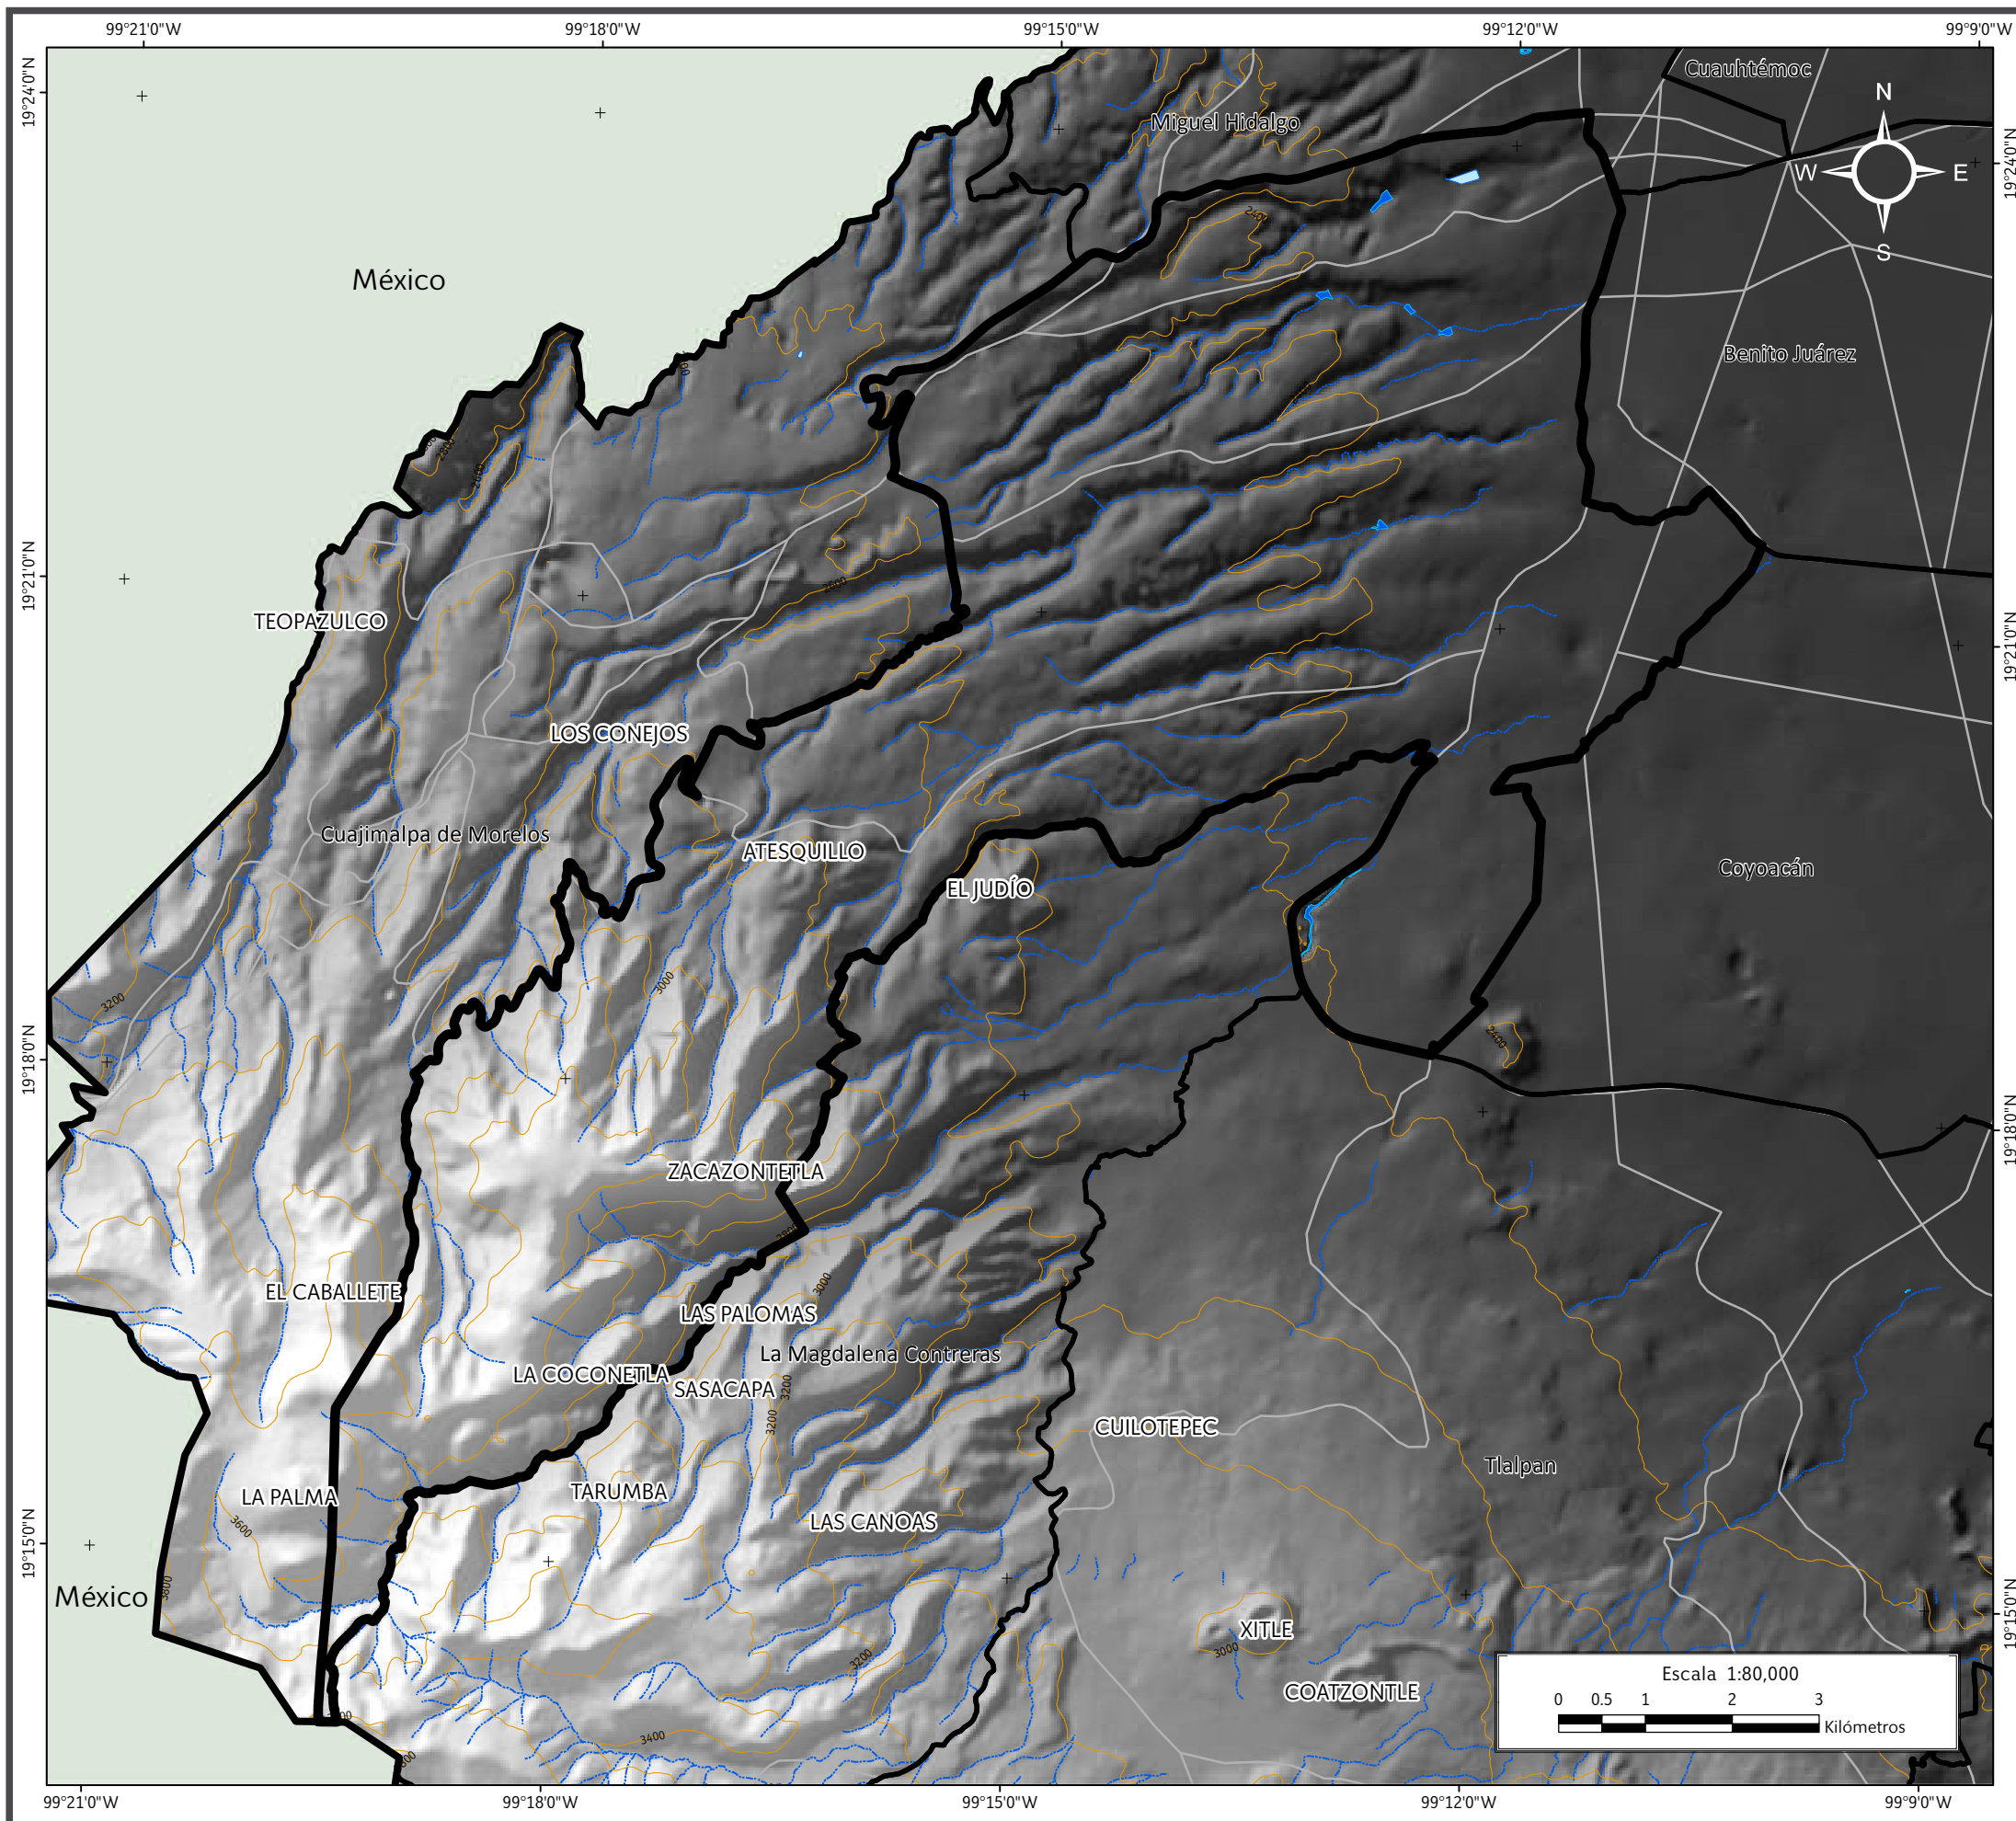 99°21'0"W
99°18'0"W
99°15'0"W
99°12'0"W
99°9'0"W
19°24'0"N
19°24'0"N
Cuauhtémoc
N
Miguel Hidalgo
W
E
S
2400
México
Benito Juárez
2800
2600
19°21'0"N
2600
TEOPAZULCO
19°21'0"N
LOS CONEJOS
Cuajimalpa de Morelos
ATESQUILLO
Coyoacán
EL JUDÍO
3000
3200
2400
19°18'0"N
19°18'0"N
ZACAZONTETLA
3000
EL CABALLETE
LAS PALOMAS
La Magdalena Contreras
LA COCONETLA
SASACAPA
3200
3200
CUILOTEPEC
Tlalpan
LA PALMA
TARUMBA
LAS CANOAS
3600
19°15'0"N
19°15'0"N
México
3800
XITLE
3000
3200
COATZONTLE
Escala 1:80,000
0 0.5 1 2 3
Kilómetros
3400
99°21'0"W
99°18'0"W
99°15'0"W
99°12'0"W
99°9'0"W